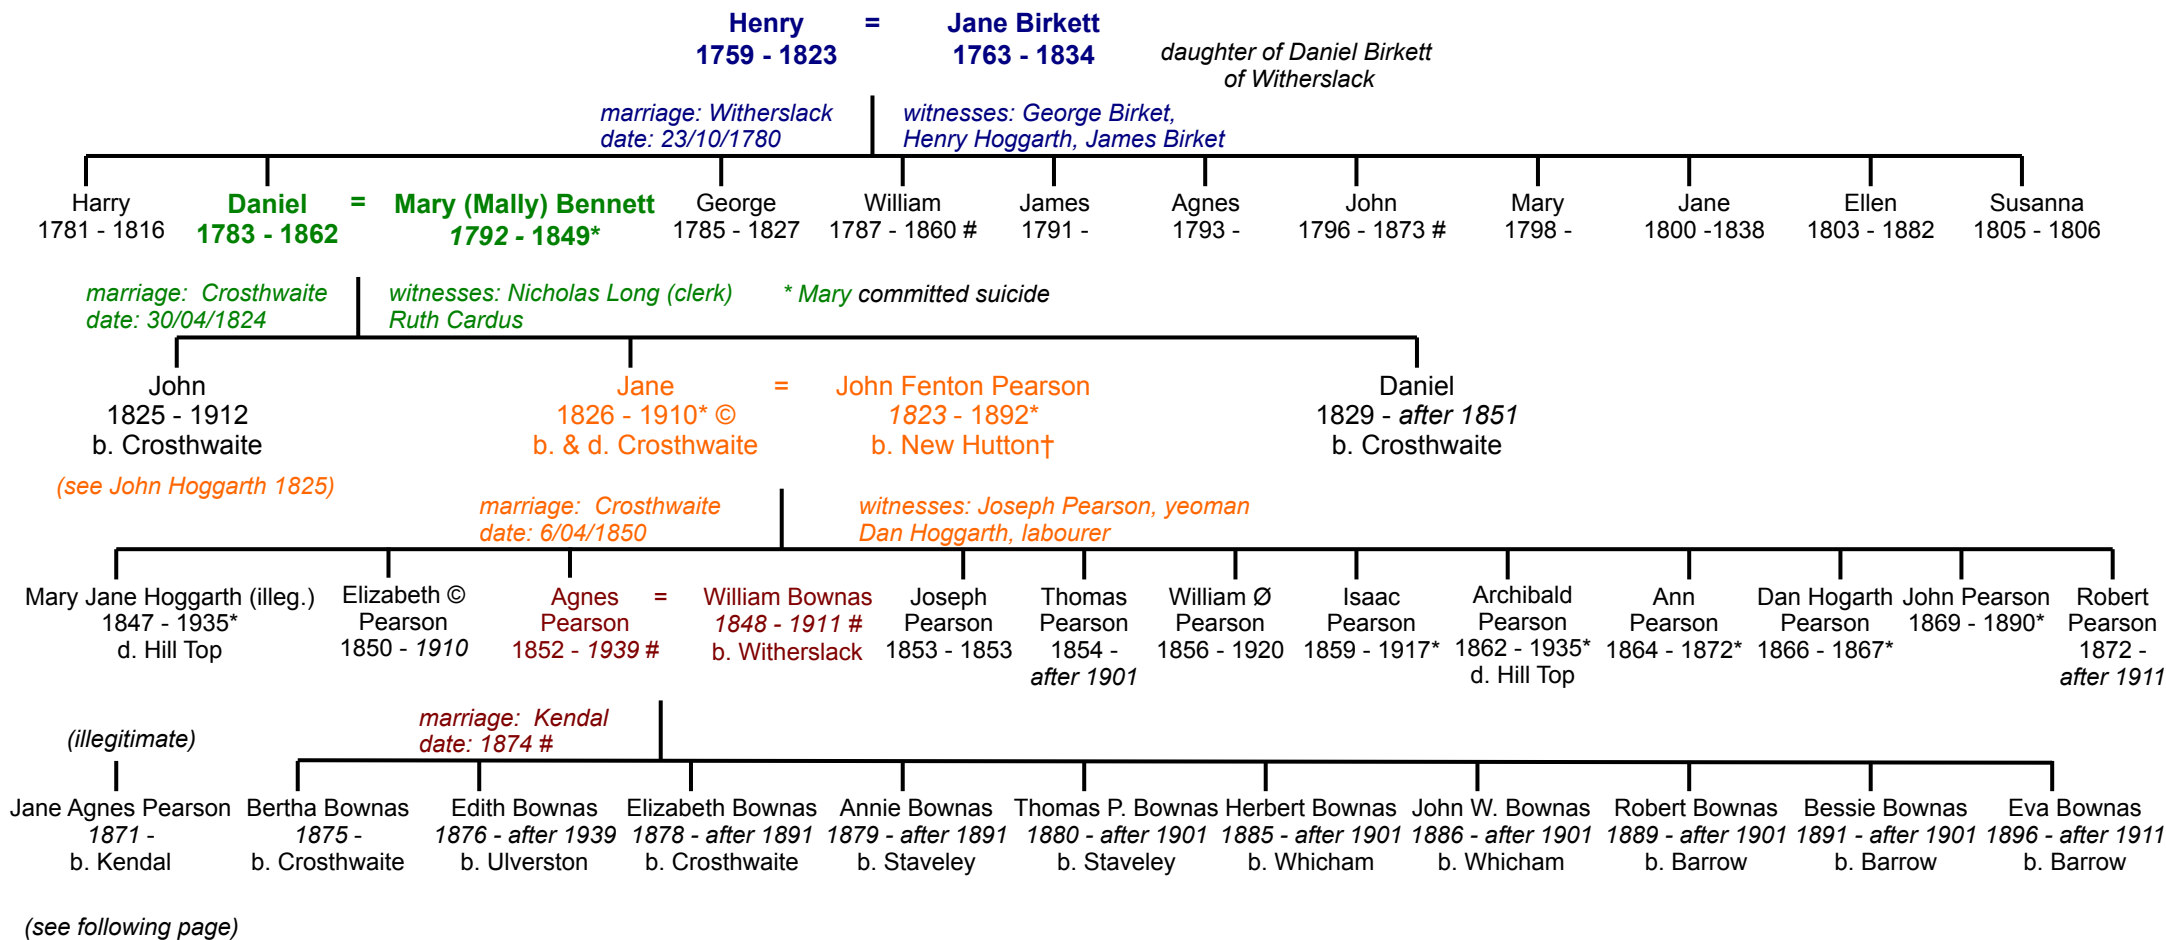 Henry = Jane Birkett
1759 - 1823 1763 - 1834
daughter of Daniel Birkett
of Witherslack
marriage: Witherslack
date: 23/10/1780
witnesses: George Birket,
Henry Hoggarth, James Birket
Harry
1781 - 1816
Daniel = Mary (Mally) Bennett
1783 - 1862 1792 - 1849*
George
1785 - 1827
William
1787 - 1860 #
James
1791 -
Agnes
1793 -
John
1796 - 1873 #
Mary
1798 -
Jane
1800 -1838
Ellen
1803 - 1882
Susanna
1805 - 1806
marriage: Crosthwaite
date: 30/04/1824
witnesses: Nicholas Long (clerk)
Ruth Cardus
* Mary committed suicide
John
1825 - 1912
b. Crosthwaite
(see John Hoggarth 1825)
Jane = John Fenton Pearson
1826 - 1910* © 1823 - 1892*
b. & d. Crosthwaite b. New Hutton†
Daniel
1829 - after 1851
b. Crosthwaite
marriage: Crosthwaite
date: 6/04/1850
witnesses: Joseph Pearson, yeoman
Dan Hoggarth, labourer
Mary Jane Hoggarth (illeg.)
1847 - 1935*
d. Hill Top
Elizabeth ©
Pearson
1850 - 1910
Agnes = William Bownas
Pearson 1848 - 1911 #
1852 - 1939 # b. Witherslack
Joseph
Pearson
1853 - 1853
Thomas
Pearson
1854 -
after 1901
William Ø
Pearson
1856 - 1920
Isaac
Pearson
1859 - 1917*
Archibald
Pearson
1862 - 1935*
d. Hill Top
Ann
Pearson
1864 - 1872*
Dan Hogarth
Pearson
1866 - 1867*
John Pearson
1869 - 1890*
Robert
Pearson
1872 -
after 1911
marriage: Kendal
date: 1874 #
(illegitimate)
Jane Agnes Pearson
1871 -
b. Kendal
Bertha Bownas
1875 -
b. Crosthwaite
Edith Bownas
1876 - after 1939
b. Ulverston
Elizabeth Bownas
1878 - after 1891
b. Crosthwaite
Annie Bownas
1879 - after 1891
b. Staveley
Thomas P. Bownas
1880 - after 1901
b. Staveley
Herbert Bownas
1885 - after 1901
b. Whicham
John W. Bownas
1886 - after 1901
b. Whicham
Robert Bownas
1889 - after 1901
b. Barrow
Bessie Bownas
1891 - after 1901
b. Barrow
Eva Bownas
1896 - after 1911
b. Barrow
(see following page)